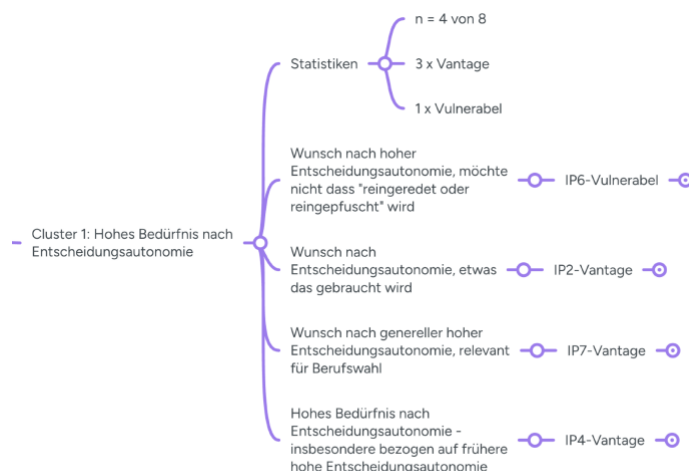 n = 4 von 8
Statistiken
3 x Vantage
1 x Vulnerabel
Wunsch nach hoher
Entscheidungsautonomie, möchte
nicht dass "reingeredet oder
reingepfuscht" wird
IP6-Vulnerabel
Cluster 1: Hohes Bedürfnis nach
Entscheidungsautonomie
Wunsch nach
Entscheidungsautonomie, etwas
das gebraucht wird
IP2-Vantage
Wunsch nach genereller hoher
Entscheidungsautonomie, relevant
für Berufswahl
IP7-Vantage
Hohes Bedürfnis nach
Entscheidungsautonomie -
insbesondere bezogen auf frühere
hohe Entscheidungsautonomie
IP4-Vantage